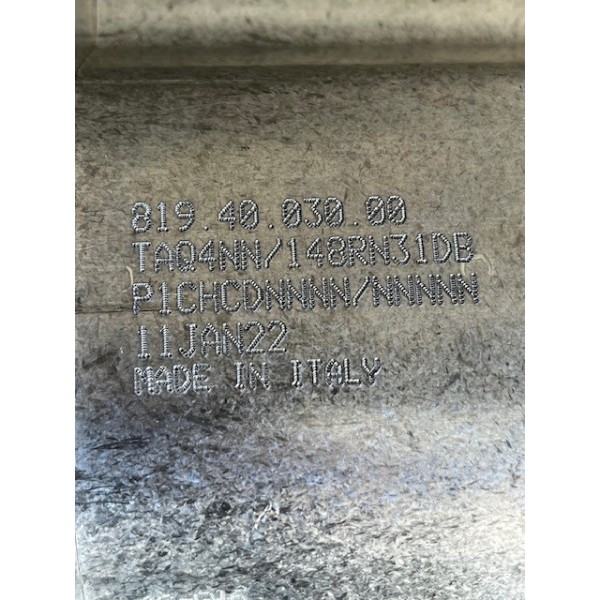 819.40.030.00
TAQ4NN/148RN31DB
P1CHCDNNNN/NNNNN
11JAN22
MADE IN ITALY